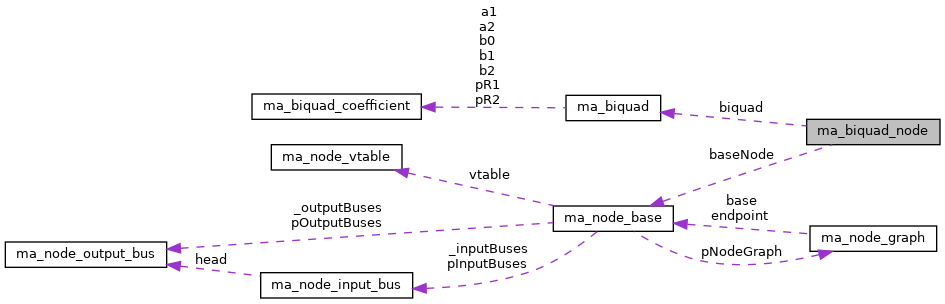 a1
a2
b0
b1
b2
pR1
pR2
ma_biquad_coefficient
ma_biquad
biquad
ma_biquad_node
ma_node_vtable
vtable
baseNode
_outputBuses
pOutputBuses
ma_node_base
base
endpoint
ma_node_graph
ma_node_output_bus
head
_inputBuses
pInputBuses
pNodeGraph
ma_node_input_bus